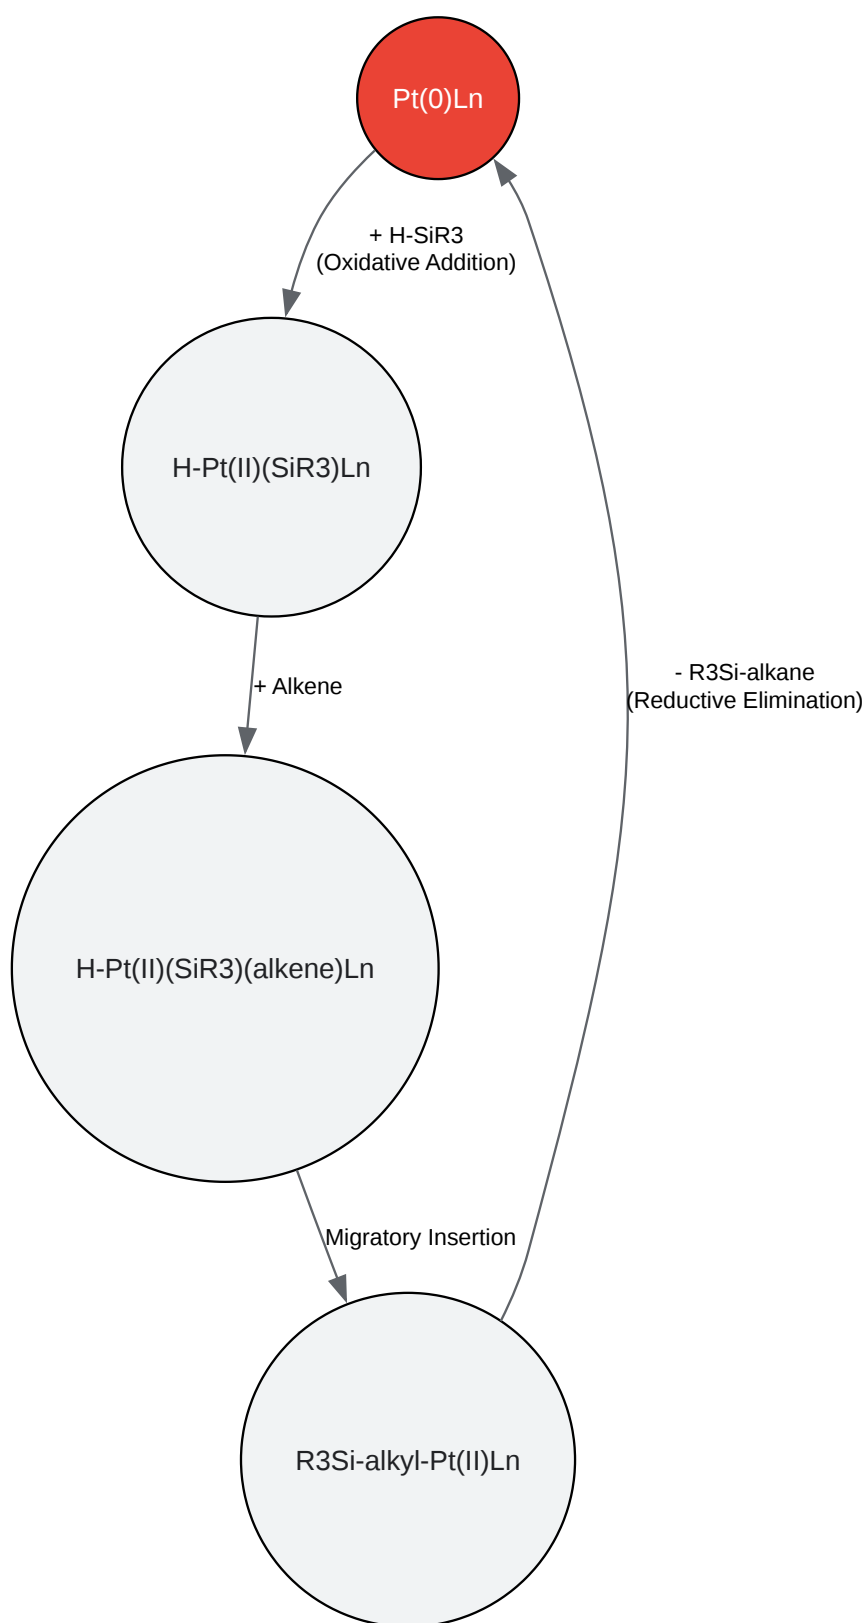 Pt(0)Ln
+ H-SiR3
(Oxidative Addition)
H-Pt(II)(SiR3)Ln
- R3Si-alkane
(Reductive Elimination)
+ Alkene
H-Pt(II)(SiR3)(alkene)Ln
Migratory Insertion
R3Si-alkyl-Pt(II)Ln